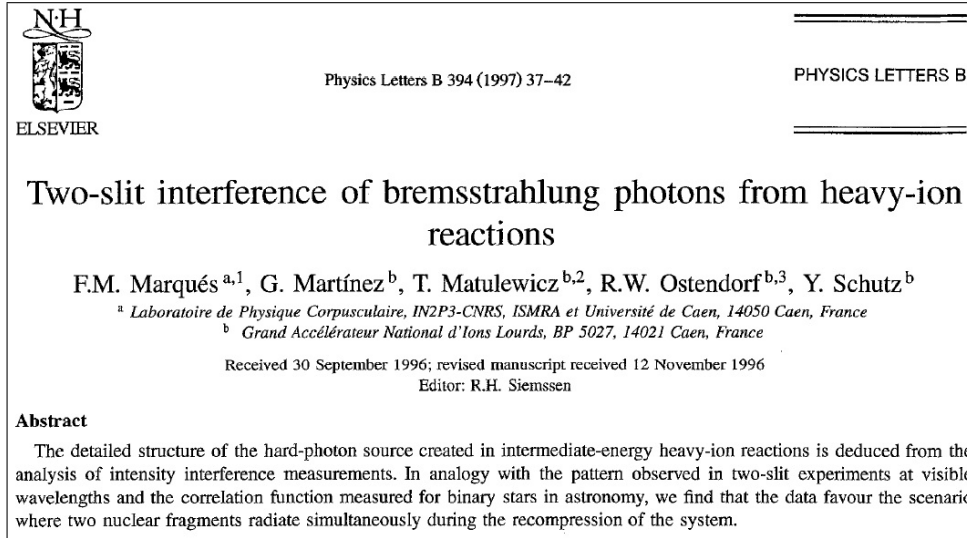 N·H
ELSEVIER
Physics Letters B 394 (1997) 37–42
PHYSICS LETTERS B
Two-slit interference of bremsstrahlung photons from heavy-ion
reactions
F.M. Marqués a,1, G. Martínez b, T. Matulewicz b,2, R.W. Ostendorf b,3, Y. Schutz b
a Laboratoire de Physique Corpusculaire, IN2P3-CNRS, ISMRA et Université de Caen, 14050 Caen, France
b Grand Accélérateur National d'Ions Lourds, BP 5027, 14021 Caen, France
Received 30 September 1996; revised manuscript received 12 November 1996
Editor: R.H. Siemssen
Abstract
The detailed structure of the hard-photon source created in intermediate-energy heavy-ion reactions is deduced from the
analysis of intensity interference measurements. In analogy with the pattern observed in two-slit experiments at visible
wavelengths and the correlation function measured for binary stars in astronomy, we find that the data favour the scenario
where two nuclear fragments radiate simultaneously during the recompression of the system.